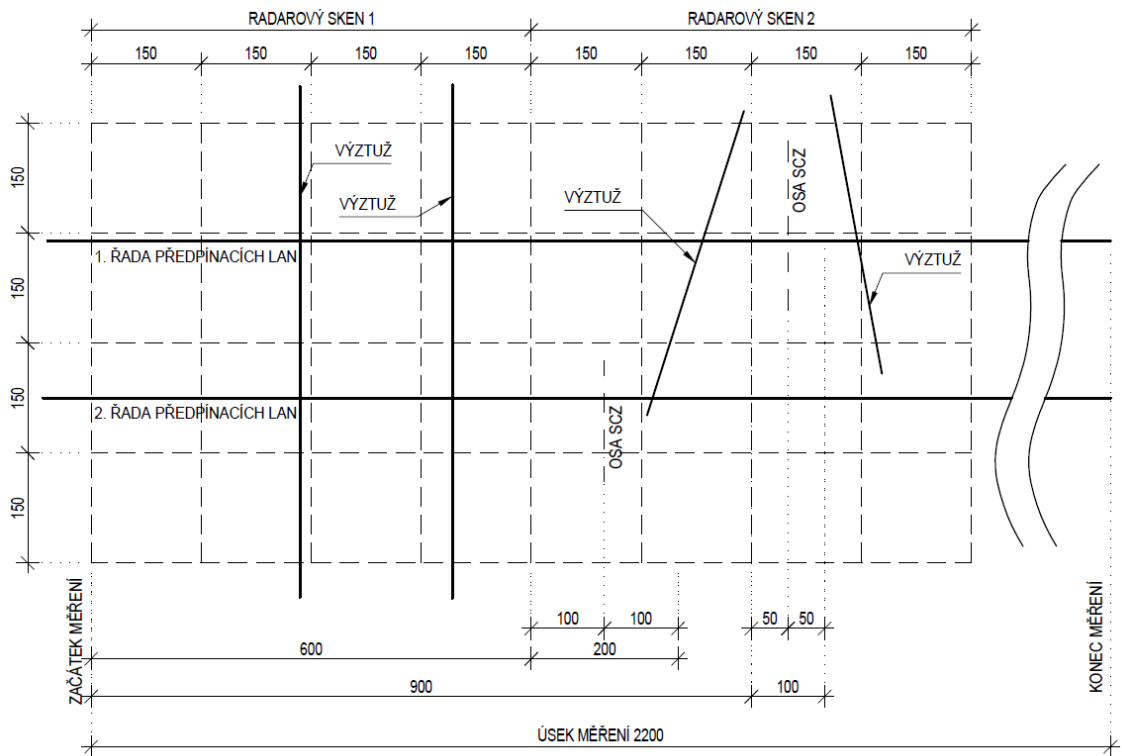 RADAROVÝ SKEN 1
RADAROVÝ SKEN 2
150
150
150
150
150
150
150
150
150
150
150
150
VÝZTUŽ
VÝZTUŽ
VÝZTUŽ
VÝZTUŽ
OSA SCZ
1. ŘADA PŘEDPÍNACÍCH LAN
2. ŘADA PŘEDPÍNACÍCH LAN
OSA SCZ
ZAČÁTEK MĚŘENÍ
KONEC MĚŘENÍ
100
100
50
50
600
200
900
100
ÚSEK MĚŘENÍ 2200